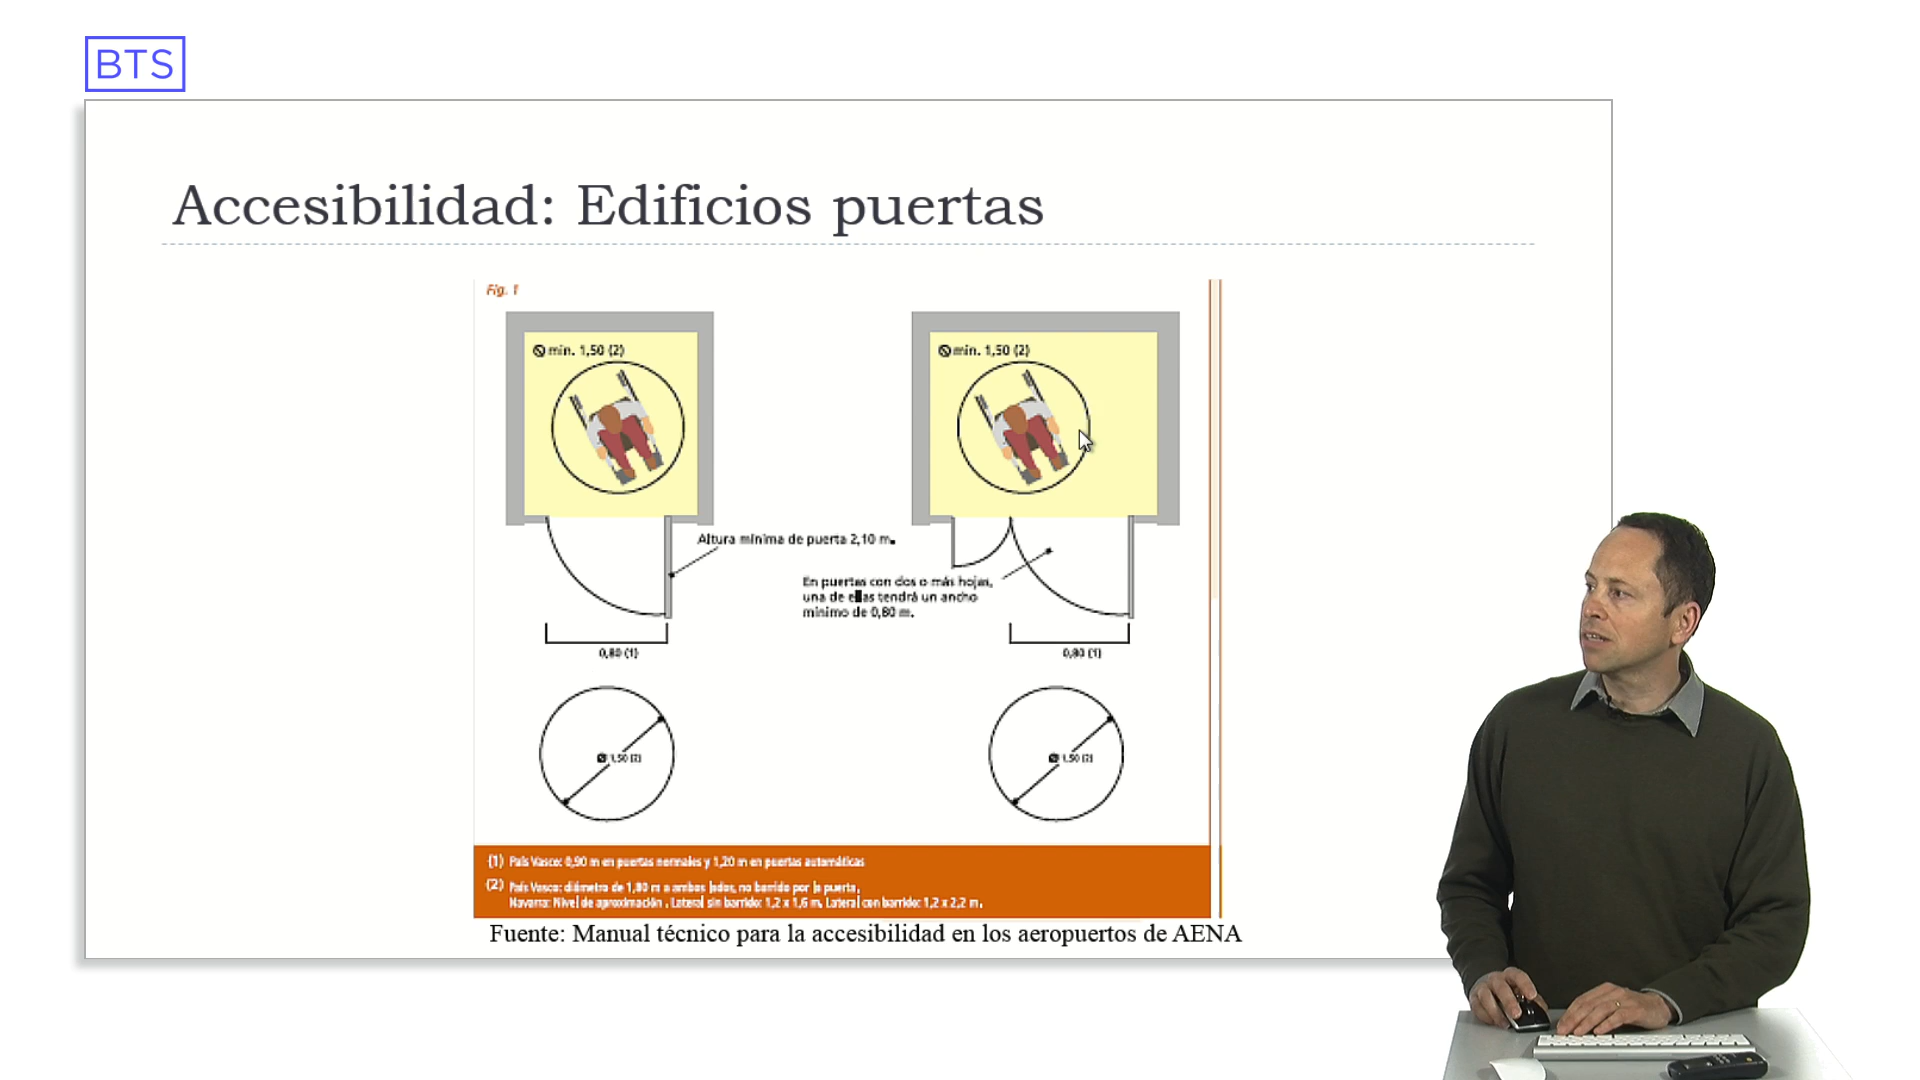 BTS
Accesibilidad: Edificios puertas
Fig. 1
min. 1,50 (2)
min. 1,50 (2)
Altura mínima de puerta 2,10 m.
En puertas con dos o más hojas,
una de ellas tendrá un ancho
mínimo de 0,80 m.
0,80 (1)
0,80 (1)
Ø 1,50 (2)
Ø 1,50 (2)
(1) País Vasco: 0,90 m en puertas normales y 1,20 m en puertas automáticas
(2) País Vasco: diámetro de 1,80 m a ambos lados, no barrido por la puerta.
Navarra: Nivel de aproximación. Lateral sin barrido: 1,2 x 1,6 m. Lateral con barrido: 1,2 x 2,2 m.
Fuente: Manual técnico para la accesibilidad en los aeropuertos de AENA